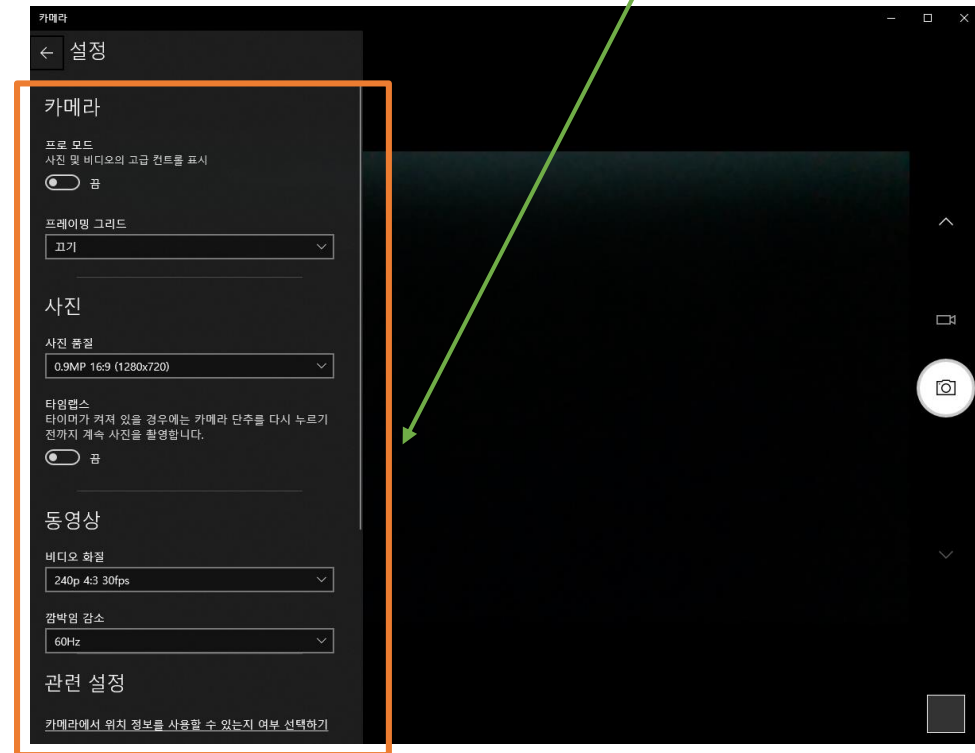 카메라
설정
카메라
프로 모드
사진 및 비디오의 고급 컨트롤 표시
끔
프레이밍 그리드
끄기
사진
사진 품질
0.9MP 16:9 (1280x720)
타임랩스
타이머가 켜져 있을 경우에는 카메라 단추를 다시 누르기
전까지 계속 사진을 촬영합니다.
끔
동영상
비디오 화질
240p 4:3 30fps
깜박임 감소
60Hz
관련 설정
카메라에서 위치 정보를 사용할 수 있는지 여부 선택하기